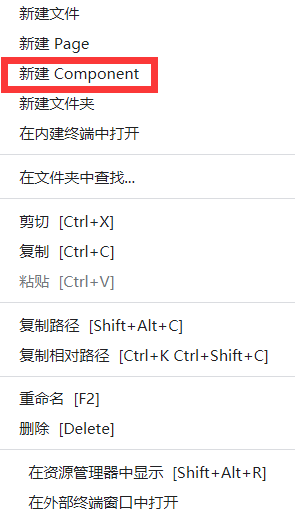 新建文件
新建 Page
新建 Component
新建文件夹
在内建终端中打开
在文件夹中查找...
剪切 [Ctrl+X]
复制 [Ctrl+C]
粘贴 [Ctrl+V]
复制路径 [Shift+Alt+C]
复制相对路径 [Ctrl+K Ctrl+Shift+C]
重命名 [F2]
删除 [Delete]
在资源管理器中显示 [Shift+Alt+R]
在外部终端窗口中打开